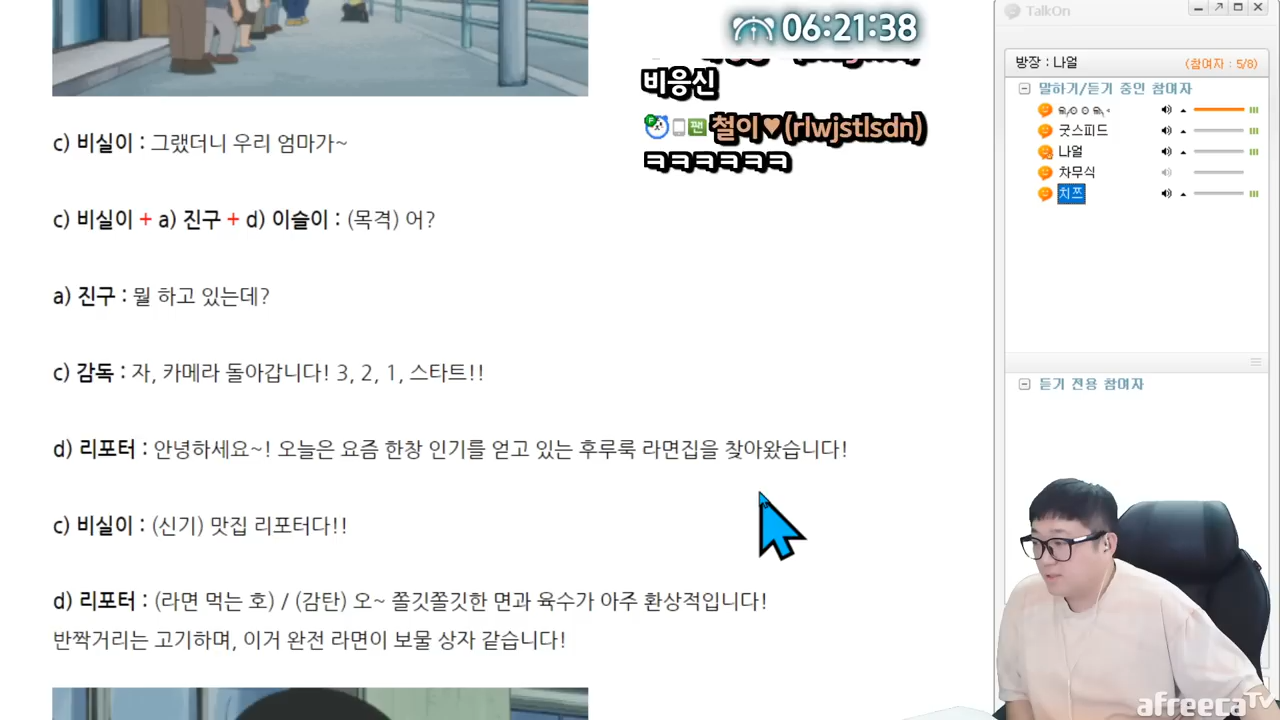 06:21:38
비응신
철이♥(rlwjstlsdn)
ㅋㅋㅋㅋㅋㅋ
c) 비실이 : 그랬더니 우리 엄마가~
c) 비실이 + a) 진구 + d) 이슬이 : (목격) 어?
a) 진구 : 뭘 하고 있는데?
c) 감독 : 자, 카메라 돌아갑니다! 3, 2, 1, 스타트!!
d) 리포터 : 안녕하세요~! 오늘은 요즘 한창 인기를 얻고 있는 후루룩 라면집을 찾아왔습니다!
c) 비실이 : (신기) 맛집 리포터다!!
d) 리포터 : (라면 먹는 호) / (감탄) 오~ 쫄깃쫄깃한 면과 육수가 아주 환상적입니다!
반짝거리는 고기하며, 이거 완전 라면이 보물 상자 같습니다!
TalkOn
방장 : 나얼
(참여자 : 5/8)
말하기/듣기 중인 참여자
굿스피드
나얼
차무식
치쯔
듣기 전용 참여자
afreecaTV